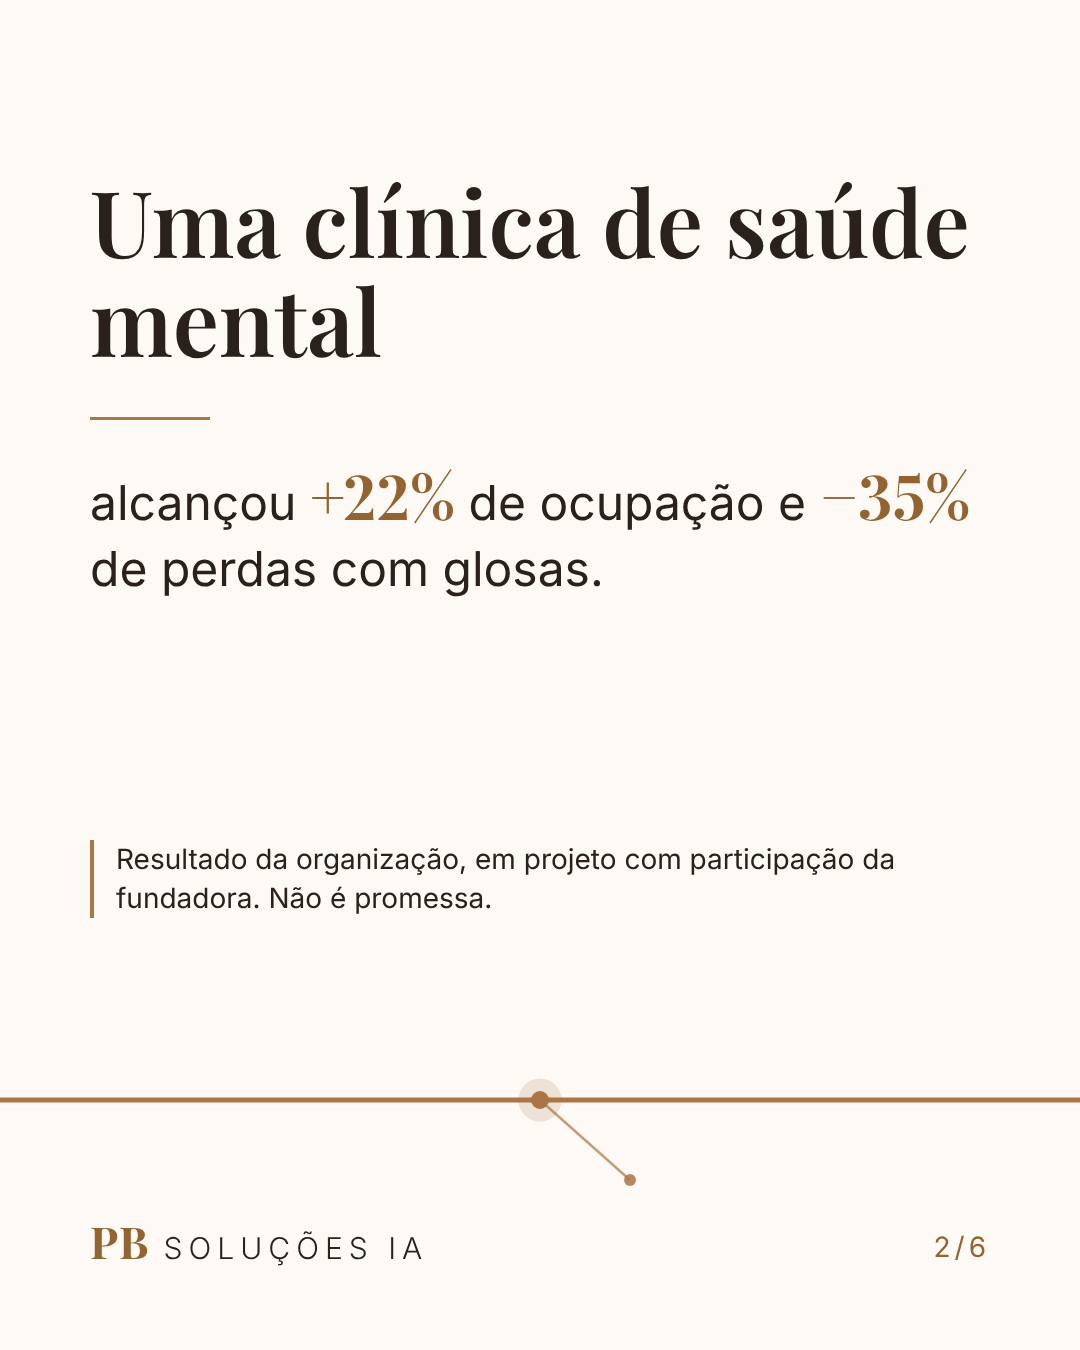 Uma clínica de saúde
mental
alcançou +22% de ocupação e −35%
de perdas com glosas.
Resultado da organização, em projeto com participação da
fundadora. Não é promessa.
PB SOLUÇÕES IA
2/6